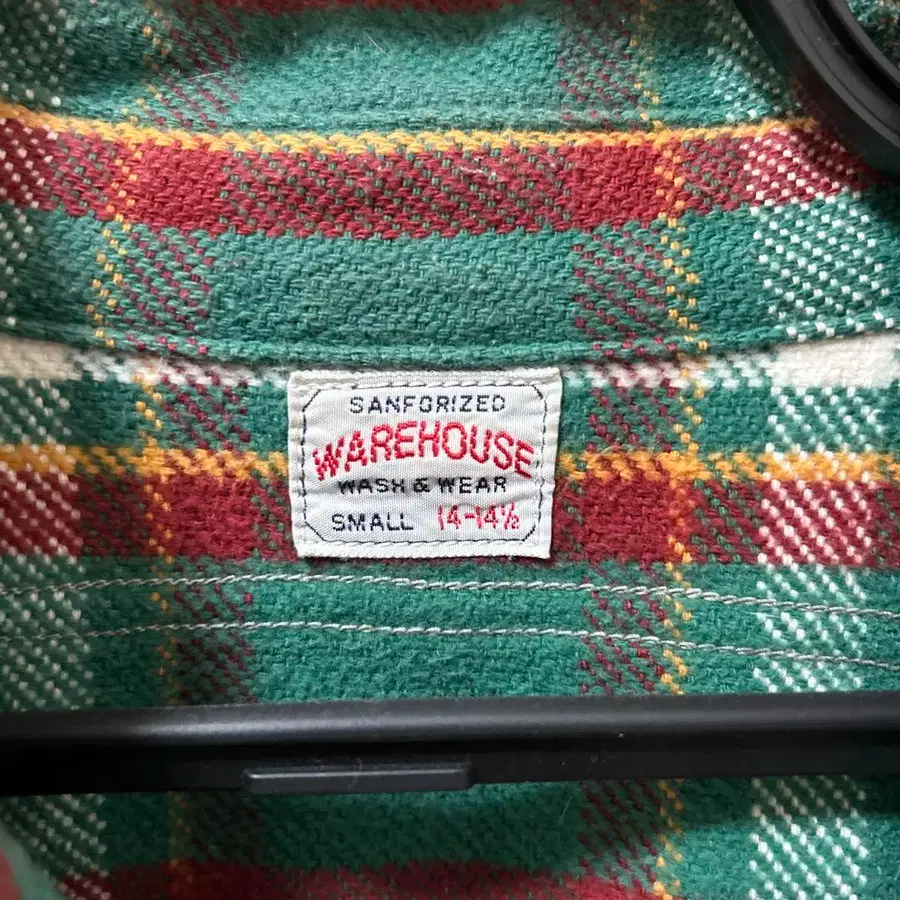 SANFORIZED
WAREHOUSE
WASH & WEAR
SMALL 14-14½